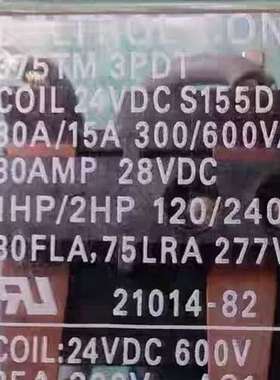 375TM 3PDT
COIL 24VDC S155D
30A/15A 300/600V
30AMP 28VDC
1HP/2HP 120/240
30FLA,75LRA 277V
21014-82
COIL:24VDC 600V